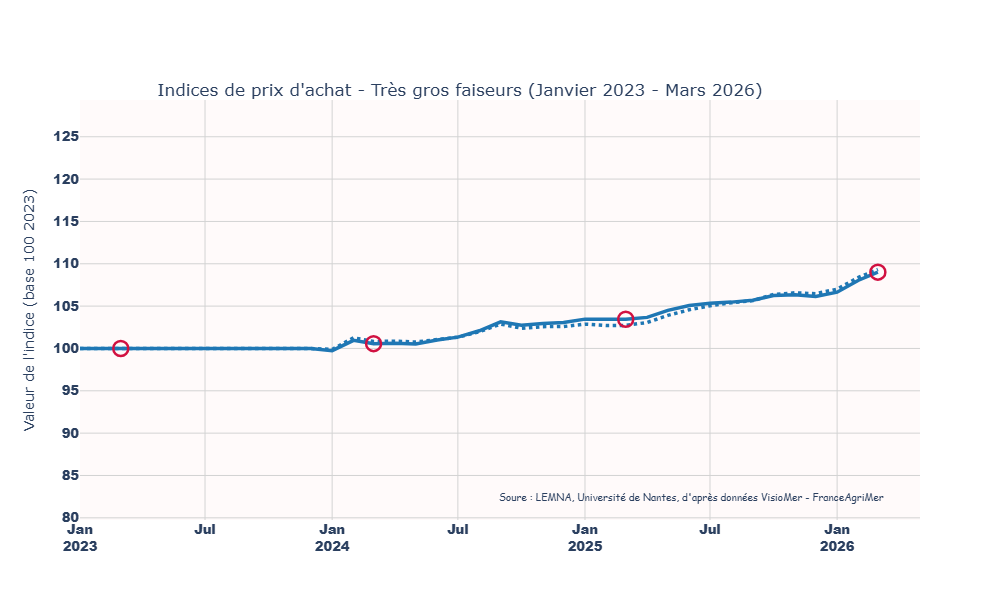 Indices de prix d'achat - Très gros faiseurs (Janvier 2023 - Mars 2026)
Valeur de l'indice (base 100 2023)
125
120
115
110
105
100
95
90
85
80
Soure : LEMNA, Université de Nantes, d'après données VisioMer - FranceAgriMer
Jan Jul Jan Jul Jan Jul Jan
2023 2024 2025 2026